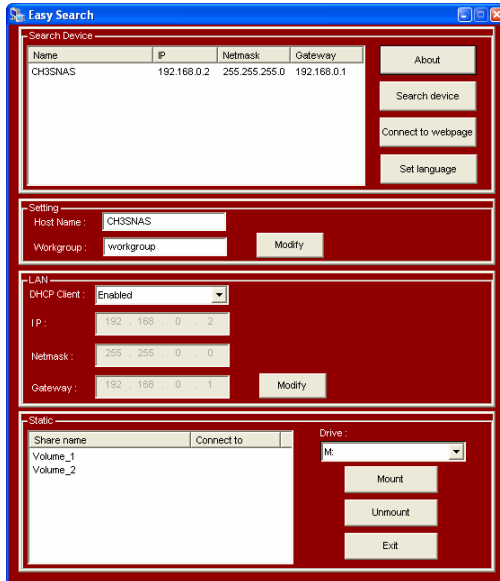 Easy Search
Search Device
Name IP Netmask Gateway
CH3SNAS 192.168.0.2 255.255.255.0 192.168.0.1
About
Search device
Connect to webpage
Set language
Setting
Host Name : CH3SNAS
Workgroup : workgroup
Modify
LAN
DHCP Client : Enabled
I P : 192 . 168 . 0 . 2
Netmask : 255 . 255 . 0 . 0
Gateway : 192 . 168 . 0 . 1
Modify
Static
Share name Connect to
Volume_1
Volume_2
Drive :
M:
Mount
Unmount
Exit